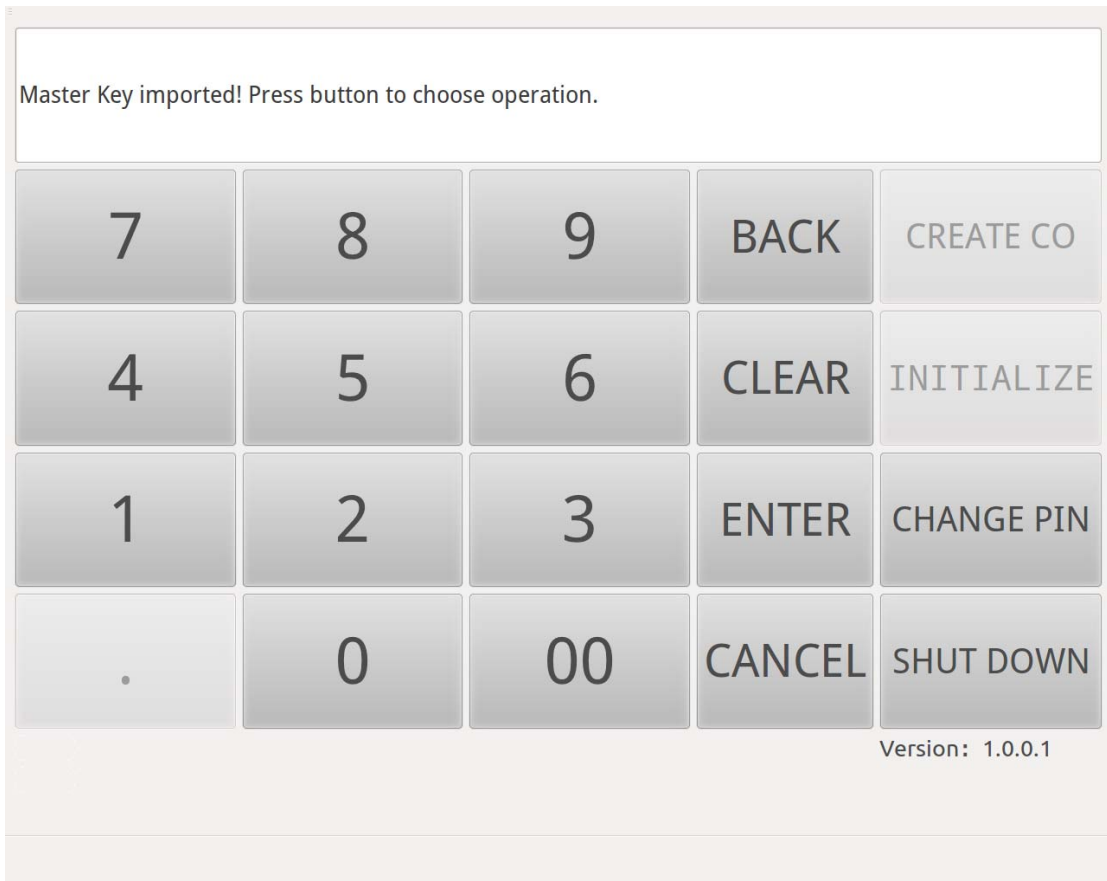 Master Key imported! Press button to choose operation.
7 8 9 BACK CREATE CO
4 5 6 CLEAR INITIALIZE
1 2 3 ENTER CHANGE PIN
. 0 00 CANCEL SHUT DOWN
Version: 1.0.0.1